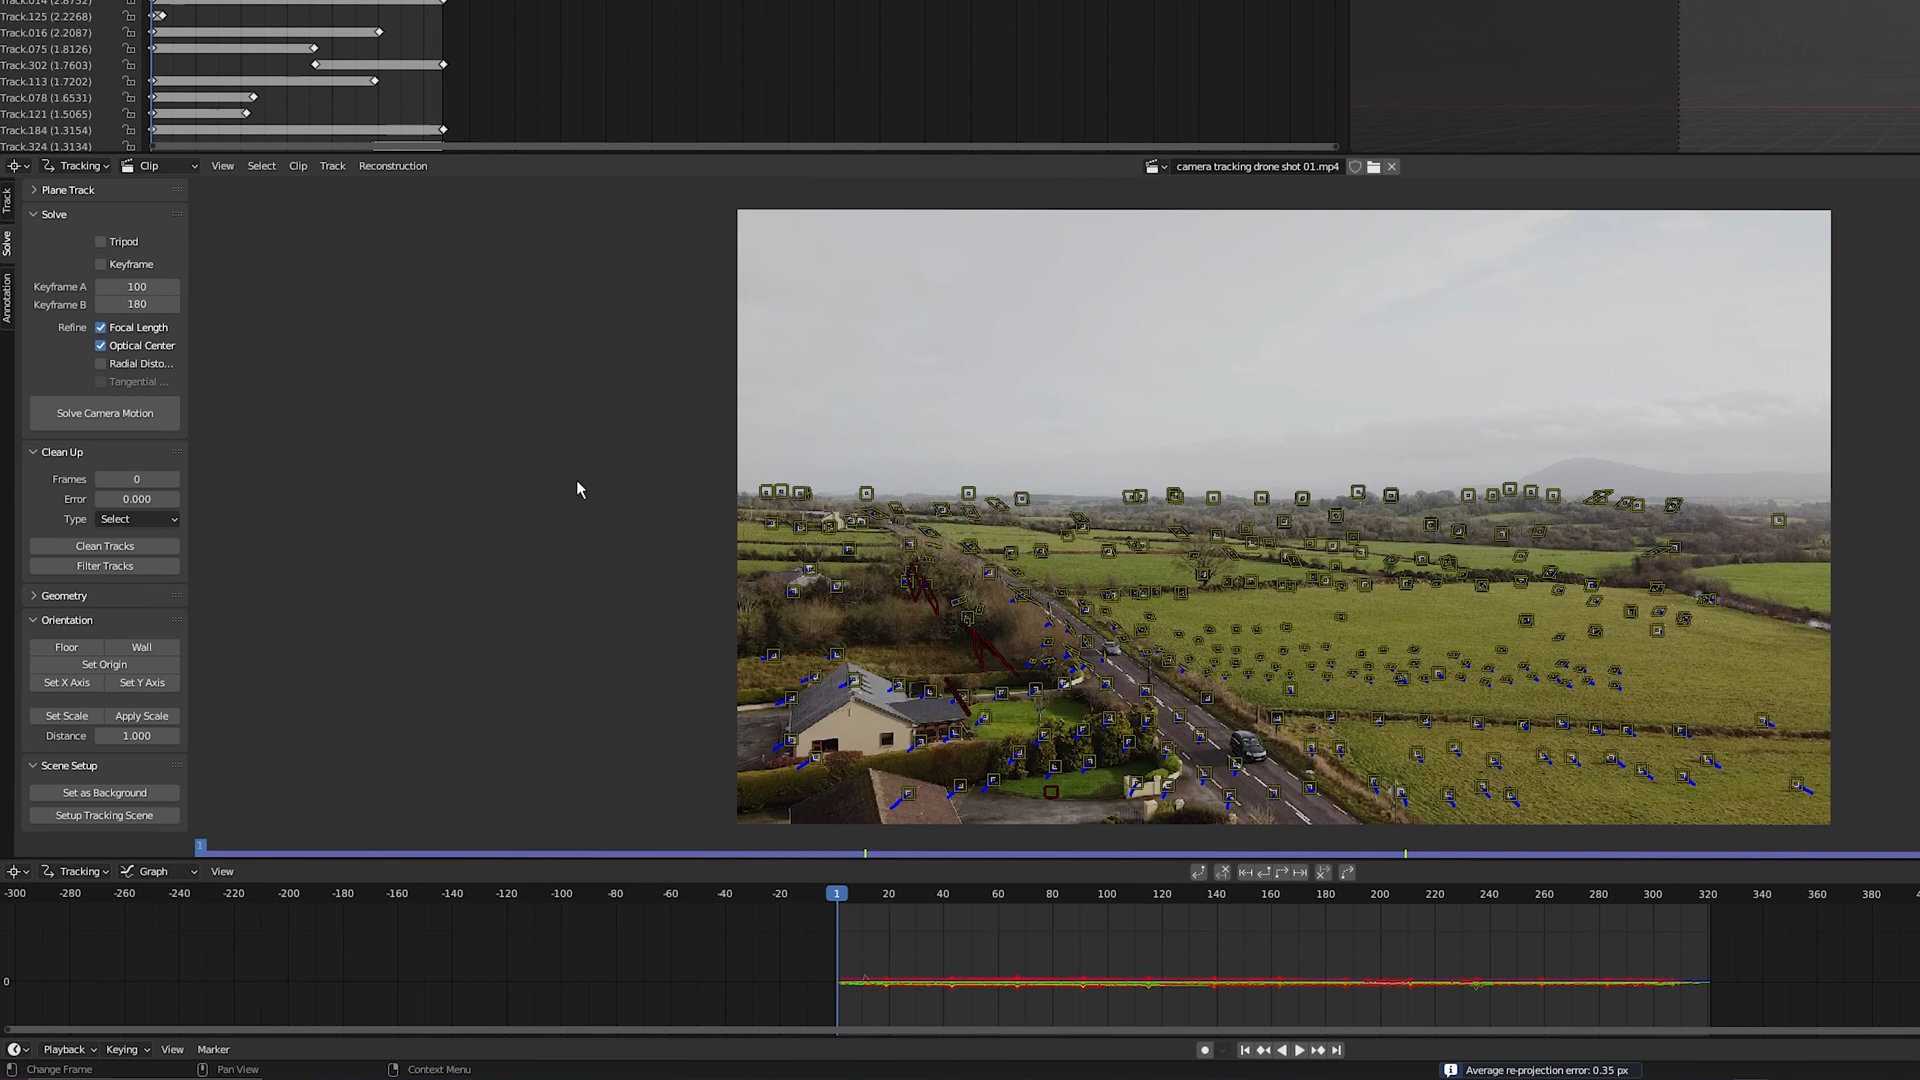 Track.014 (2.8752)
Track.125 (2.2268)
Track.016 (2.2087)
Track.075 (1.8126)
Track.302 (1.7603)
Track.113 (1.7202)
Track.078 (1.6531)
Track.121 (1.5065)
Track.184 (1.3154)
Track.324 (1.3134)
Tracking Clip View Select Clip Track Reconstruction camera tracking drone shot 01.mp4
Track
Solve
Annotation
Plane Track
Solve
Tripod
Keyframe
Keyframe A 100
Keyframe B 180
Refine Focal Length
Optical Center
Radial Disto...
Tangential ...
Solve Camera Motion
Clean Up
Frames 0
Error 0.000
Type Select
Clean Tracks
Filter Tracks
Geometry
Orientation
Floor Wall
Set Origin
Set X Axis Set Y Axis
Set Scale Apply Scale
Distance 1.000
Scene Setup
Set as Background
Setup Tracking Scene
1
Tracking Graph View
-300 -280 -260 -240 -220 -200 -180 -160 -140 -120 -100 -80 -60 -40 -20 1 20 40 60 80 100 120 140 160 180 200 220 240 260 280 300 320 340 360 380
0
Playback Keying View Marker
Change Frame Pan View Context Menu Average re-projection error: 0.35 px